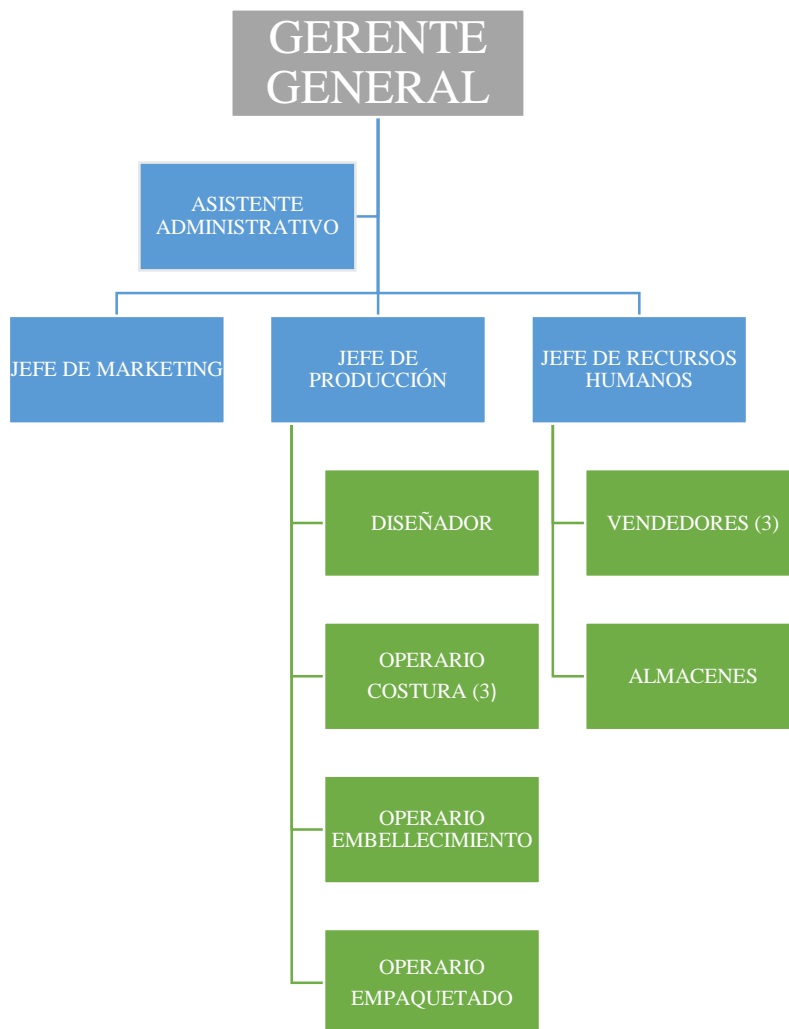 GERENTE
GENERAL
ASISTENTE
ADMINISTRATIVO
JEFE DE MARKETING
JEFE DE
PRODUCCIÓN
JEFE DE RECURSOS
HUMANOS
DISEÑADOR
VENDEDORES (3)
OPERARIO
COSTURA (3)
ALMACENES
OPERARIO
EMBELLECIMIENTO
OPERARIO
EMPAQUETADO